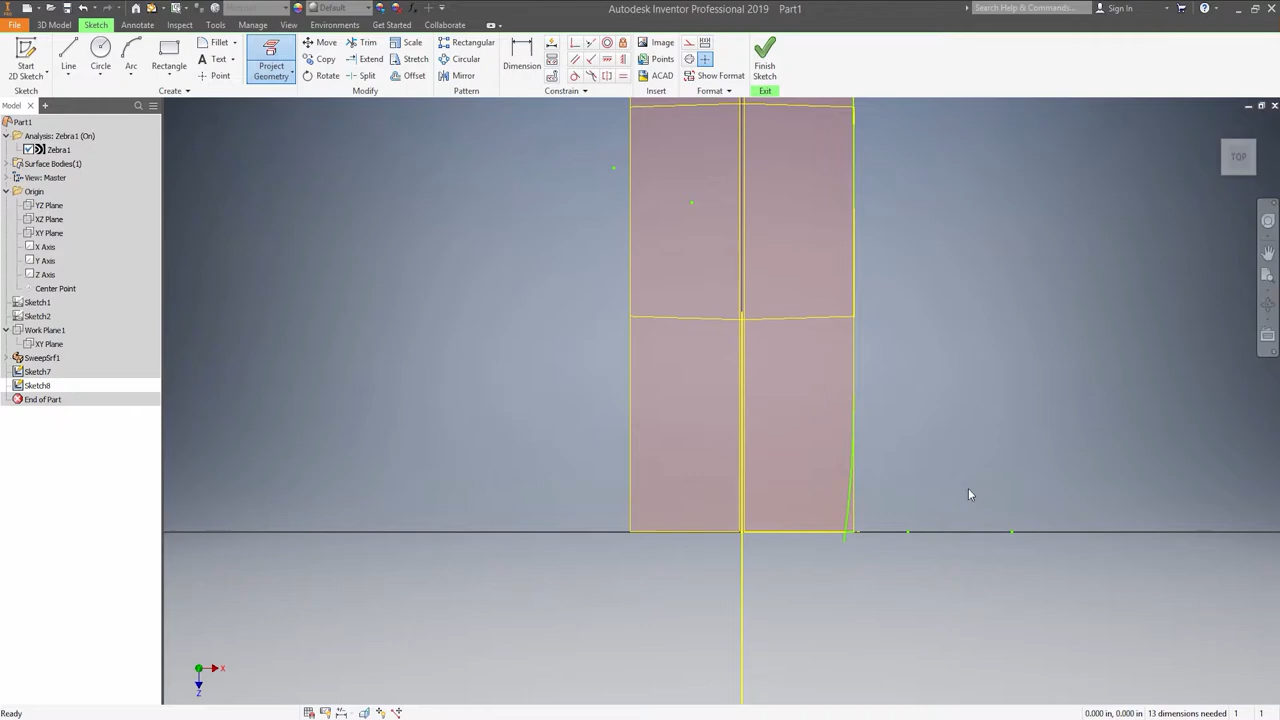 Autodesk Inventor Professional 2019 Part1
Default
Search Help & Commands...
Sign In
File 3D Model Sketch Annotate Inspect Tools Manage View Environments Get Started Collaborate
Start
2D Sketch
Line
Circle
Arc
Rectangle
Fillet
Text
Point
Project
Geometry
Move
Copy
Rotate
Trim
Extend
Split
Scale
Stretch
Offset
Rectangular
Circular
Mirror
Dimension
Image
Points
ACAD
Show Format
Finish
Sketch
Sketch Create Modify Pattern Constrain Insert Format Exit
Model
Part1
Analysis: Zebra1 (On)
Zebra1
Surface Bodies(1)
View: Master
Origin
YZ Plane
XZ Plane
XY Plane
X Axis
Y Axis
Z Axis
Center Point
Sketch1
Sketch2
Work Plane1
XY Plane
SweepSrf1
Sketch7
Sketch8
End of Part
TOP
X
Z
Ready
0.000 in, 0.000 in 13 dimensions needed 1 1